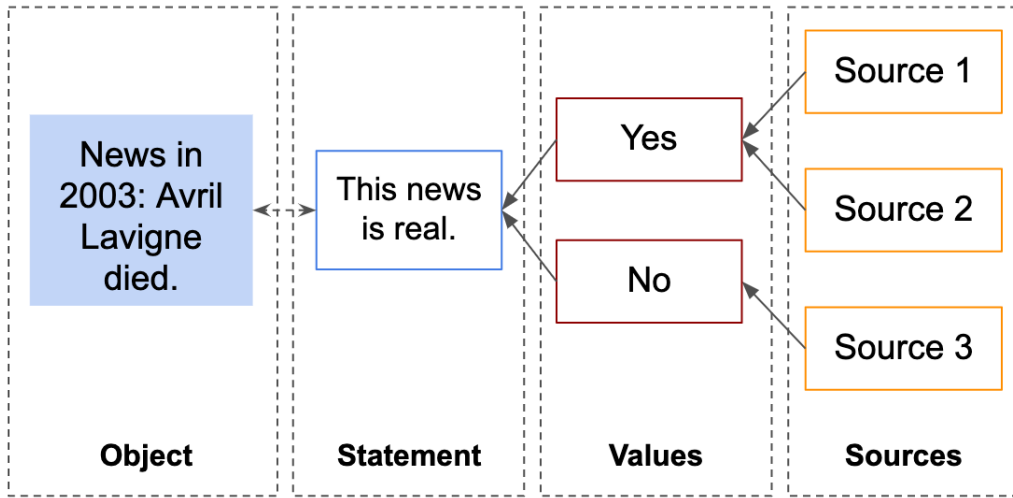 News in
2003: Avril
Lavigne
died.
Object
This news
is real.
Statement
Yes
No
Values
Source 1
Source 2
Source 3
Sources